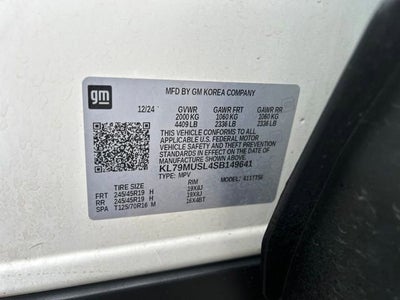 gm
MFD BY GM KOREA COMPANY
12/24 GVWR GAWR FRT GAWR RR
2000 KG 1060 KG 1060 KG
4409 LB 2336 LB 2336 LB
THIS VEHICLE CONFORMS TO ALL
APPLICABLE U.S. FEDERAL MOTOR
VEHICLE SAFETY AND THEFT PREVENTION
STANDARDS IN EFFECT ON THE DATE OF
MANUFACTURE SHOWN ABOVE.
KL79MUSL4SB149641
TYPE: MPV MODEL:
TIRE SIZE RIM
FRT 245/45R19 H 19X8J
RR 245/45R19 H 19X8J
SPA T125/70R16 M 16X4BT